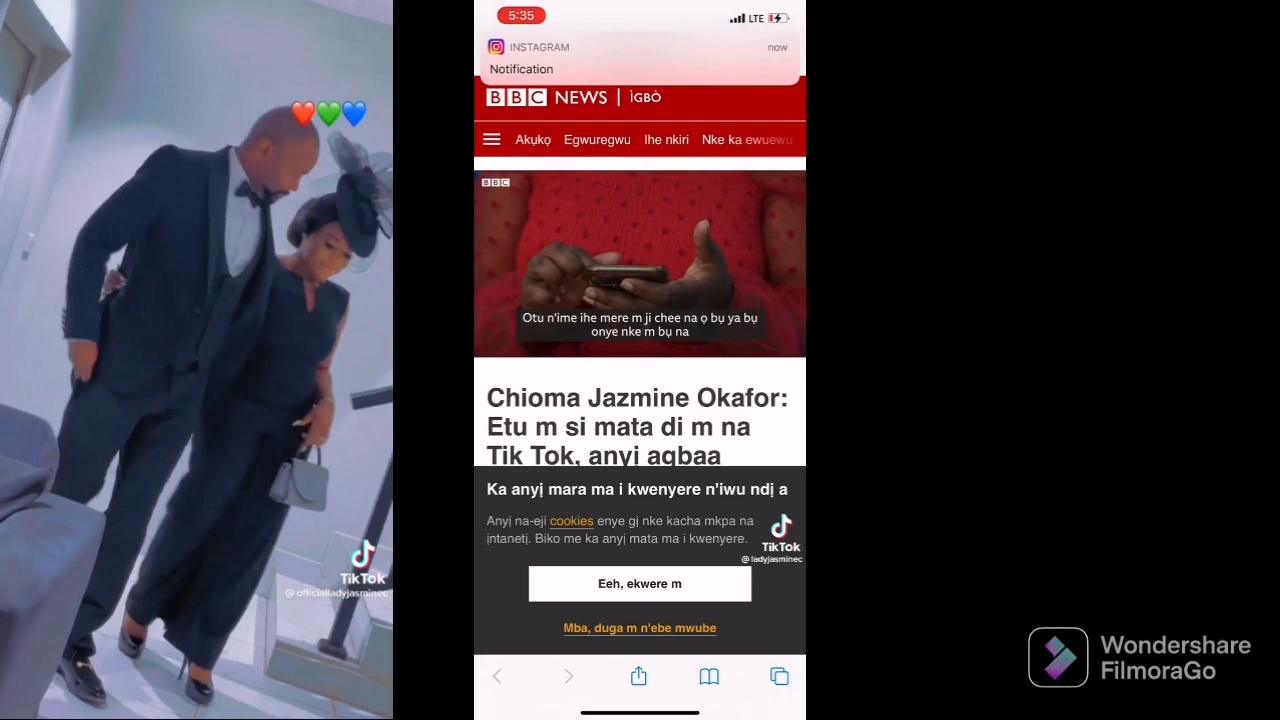 TikTok
@officialladyjasminec
5:35
LTE
INSTAGRAM
now
Notification
BBC NEWS | ÌGBÒ
Akụkọ Egwuregwu Ihe nkiri Nke ka ewuewu
BBC
Otu n'ime ihe mere m ji chee na ọ bụ ya bụ
onye nke m bụ na
Chioma Jazmine Okafor:
Etu m si mata di m na
Tik Tok, anyị agbaa
Ka anyị mara ma i kwenyere n'iwu ndị a
Anyị na-eji cookies enye gị nke kacha mkpa na
ịntanetị. Biko me ka anyị mata ma i kwenyere.
TikTok
@ladyjasminec
Eeh, ekwere m
Mba, duga m n'ebe mwube
Wondershare
FilmoraGo